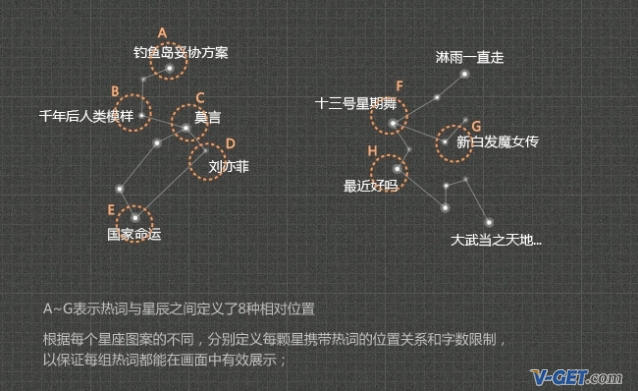 A
钓鱼岛妥协方案
淋雨一直走
B
C
F
千年后人类模样
莫言
十三号星期舞
D
G
刘亦菲
新白发魔女传
H
最近好吗
E
国家命运
大武当之天地...
A~G表示热词与星辰之间定义了8种相对位置
根据每个星座图案的不同，分别定义每颗星携带热词的位置关系和字数限制，
以保证每组热词都能在画面中有效展示；
V-GET.com